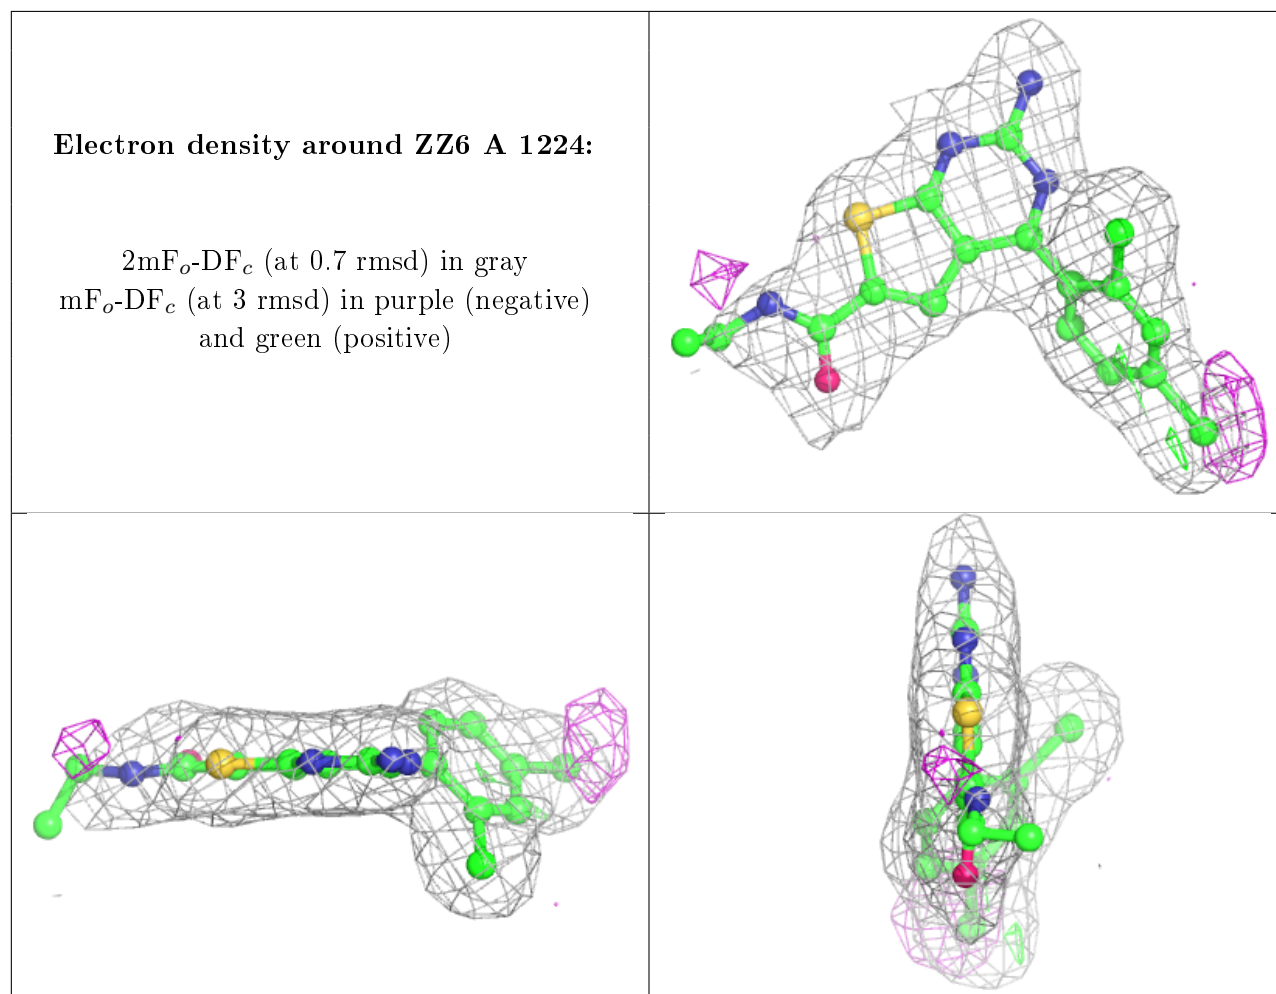 Electron density around ZZ6 A 1224:
2mFₒ-DF𝒸 (at 0.7 rmsd) in gray
mFₒ-DF𝒸 (at 3 rmsd) in purple (negative)
and green (positive)